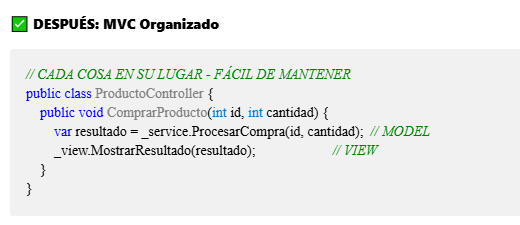 ✅ DESPUÉS: MVC Organizado
// CADA COSA EN SU LUGAR - FÁCIL DE MANTENER
public class ProductoController {
    public void ComprarProducto(int id, int cantidad) {
        var resultado = _service.ProcesarCompra(id, cantidad);  // MODEL
        _view.MostrarResultado(resultado);                      // VIEW
    }
}